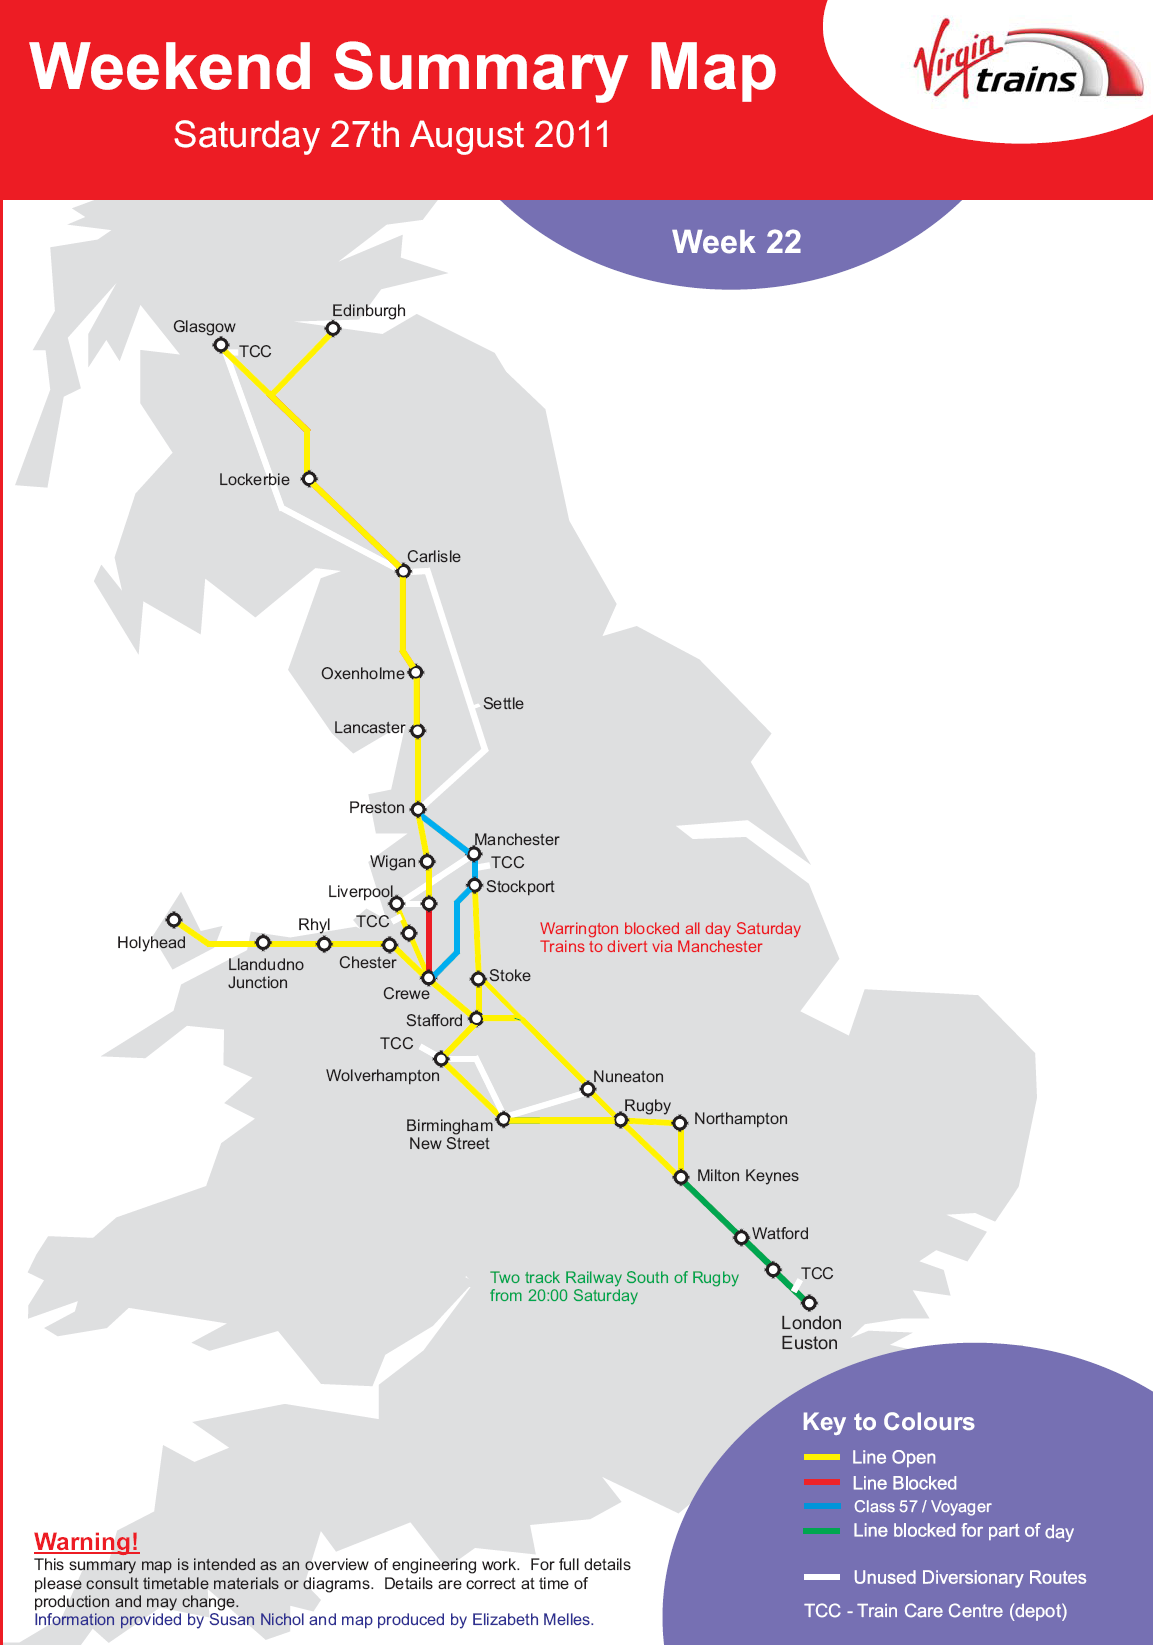 Weekend Summary Map
Saturday 27th August 2011
Virgin
trains
Week 22
Edinburgh
Glasgow
TCC
Lockerbie
Carlisle
Oxenholme
Settle
Lancaster
Preston
Manchester
Wigan
TCC
Stockport
Liverpool
TCC
Rhyl
Holyhead
Chester
Llandudno
Junction
Warrington blocked all day Saturday
Trains to divert via Manchester
Stoke
Crewe
Stafford
TCC
Wolverhampton
Nuneaton
Rugby
Northampton
Birmingham
New Street
Milton Keynes
Watford
TCC
Two track Railway South of Rugby
from 20:00 Saturday
London
Euston
Key to Colours
Line Open
Line Blocked
Class 57 / Voyager
Line blocked for part of day
Unused Diversionary Routes
TCC - Train Care Centre (depot)
Warning!
This summary map is intended as an overview of engineering work.  For full details
please consult timetable materials or diagrams.  Details are correct at time of
production and may change.
Information provided by Susan Nichol and map produced by Elizabeth Melles.